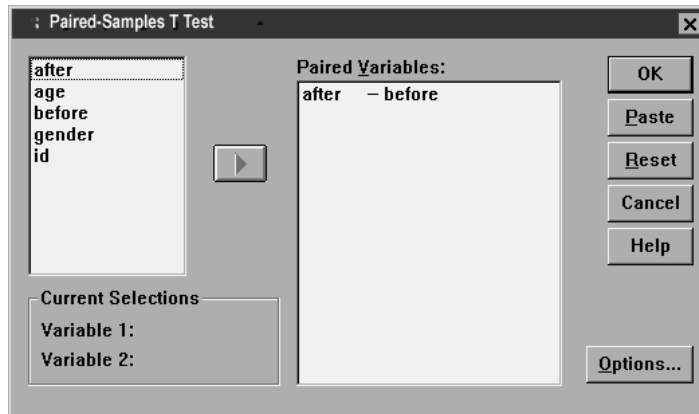 Paired-Samples T Test
after
age
before
gender
id
Paired Variables:
after – before
OK
Paste
Reset
Cancel
Help
Current Selections
Variable 1:
Variable 2:
Options...